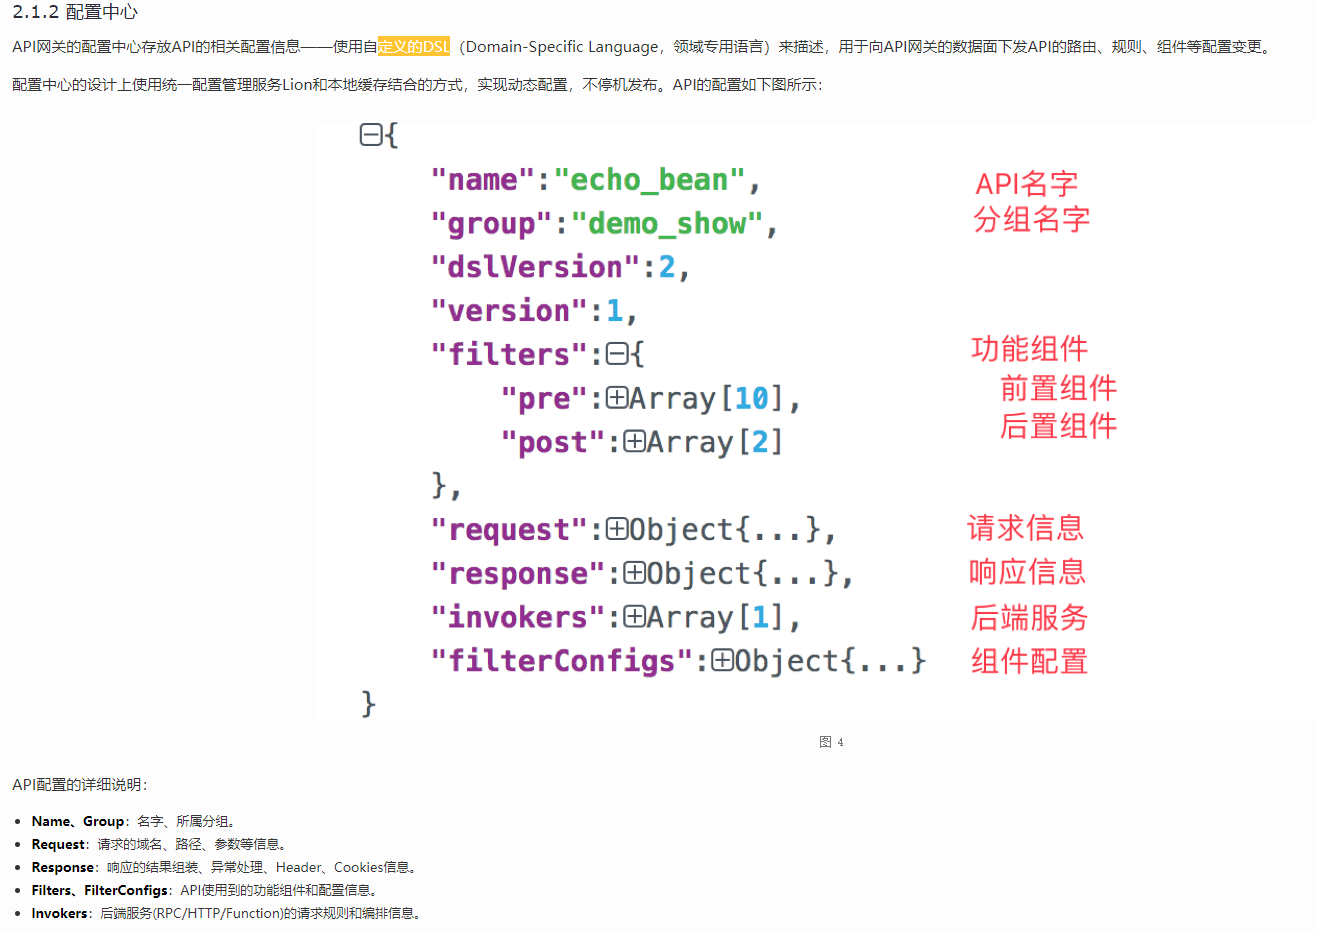 2.1.2 配置中心
API网关的配置中心存放API的相关配置信息——使用自定义的DSL（Domain-Specific Language，领域专用语言）来描述，用于向API网关的数据面下发API的路由、规则、组件等配置变更。
配置中心的设计上使用统一配置管理服务Lion和本地缓存结合的方式，实现动态配置，不停机发布。API的配置如下图所示：
{
"name":"echo_bean", API名字
"group":"demo_show", 分组名字
"dslVersion":2,
"version":1,
"filters":{ 功能组件
"pre":Array[10], 前置组件
"post":Array[2] 后置组件
},
"request":Object{...}, 请求信息
"response":Object{...}, 响应信息
"invokers":Array[1], 后端服务
"filterConfigs":Object{...} 组件配置
}
图 4
API配置的详细说明：
Name、Group：名字、所属分组。
Request：请求的域名、路径、参数等信息。
Response：响应的结果组装、异常处理、Header、Cookies信息。
Filters、FilterConfigs：API使用到的功能组件和配置信息。
Invokers：后端服务(RPC/HTTP/Function)的请求规则和编排信息。